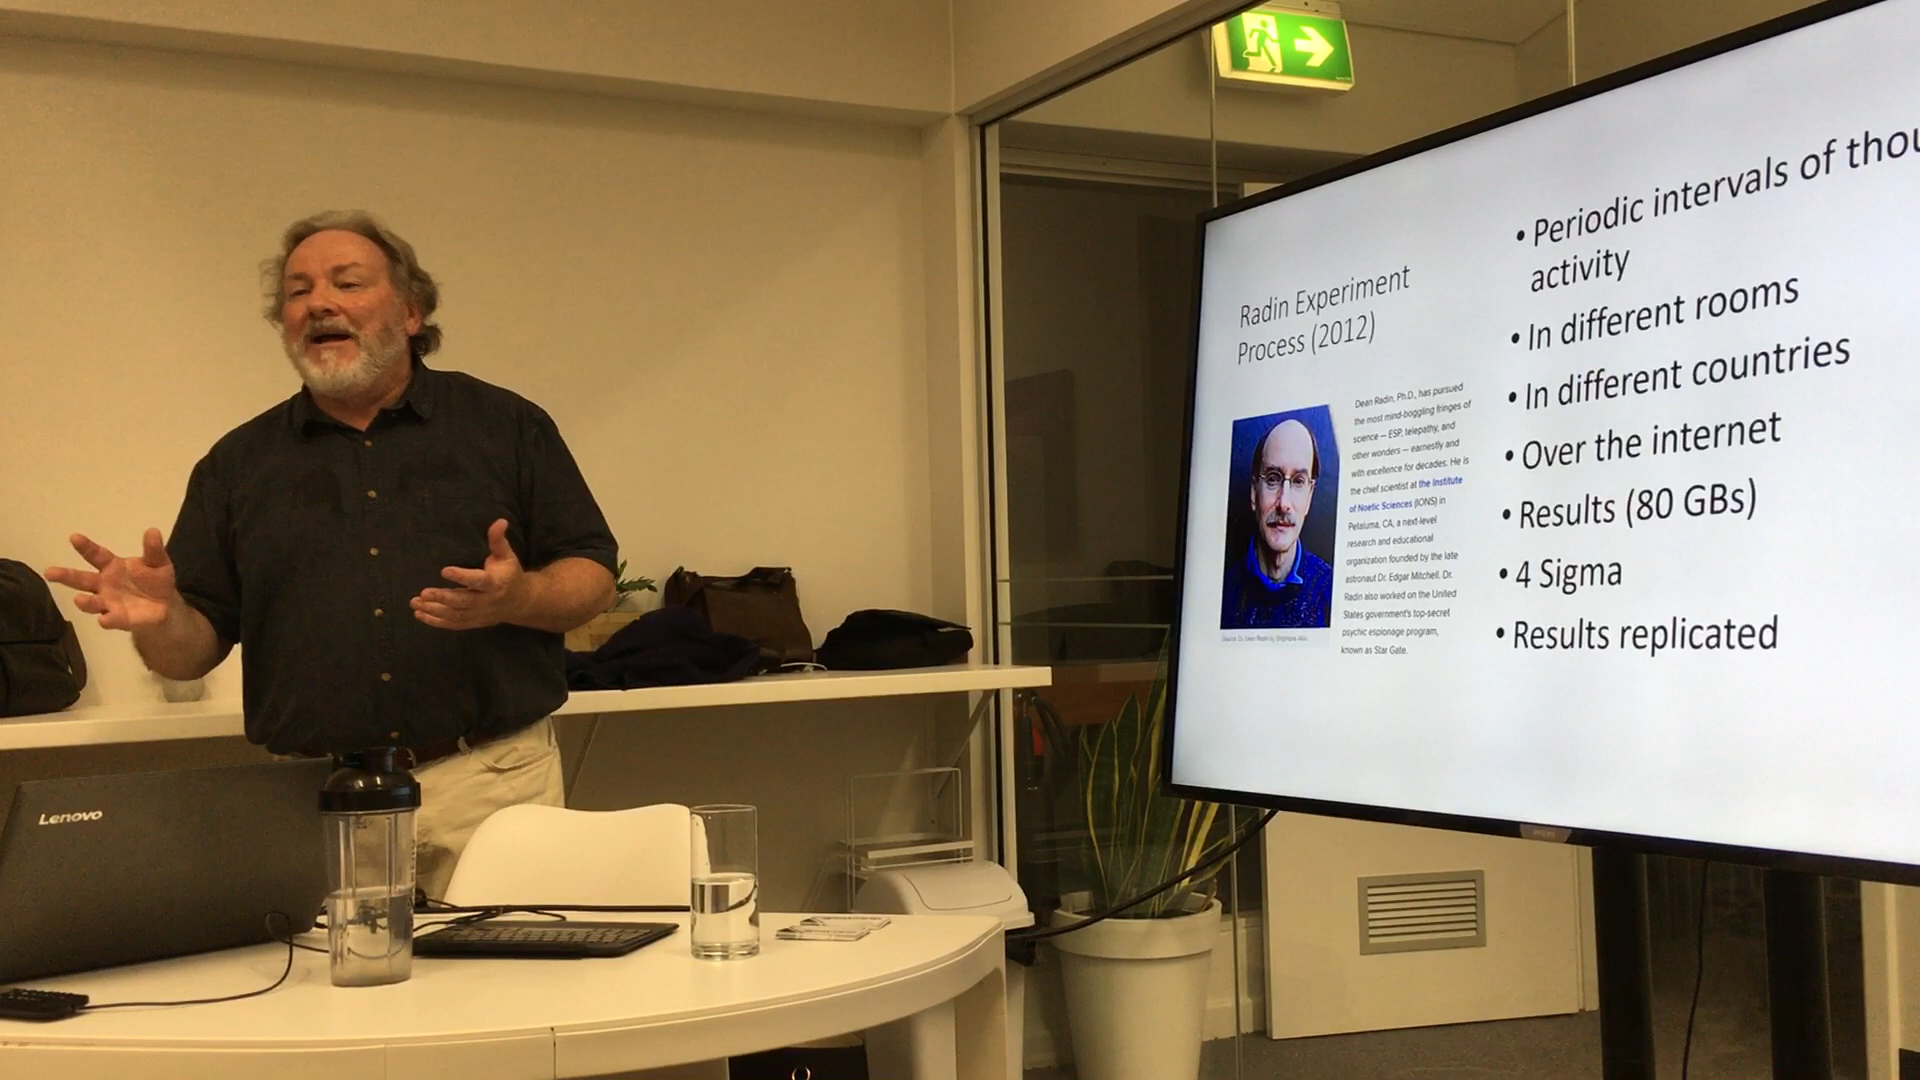 Radin Experiment
Process (2012)
Dean Radin, Ph.D., has pursued
the most mind-boggling fringes of
science — ESP, telepathy, and
other wonders — earnestly and
with excellence for decades. He is
the chief scientist at the Institute
of Noetic Sciences (IONS) in
Petaluma, CA, a next-level
research and educational
organization founded by the late
astronaut Dr. Edgar Mitchell. Dr.
Radin also worked on the United
States government's top-secret
psychic espionage program,
known as Star Gate.
• Periodic intervals of thou
activity
• In different rooms
• In different countries
• Over the internet
• Results (80 GBs)
• 4 Sigma
• Results replicated
Lenovo